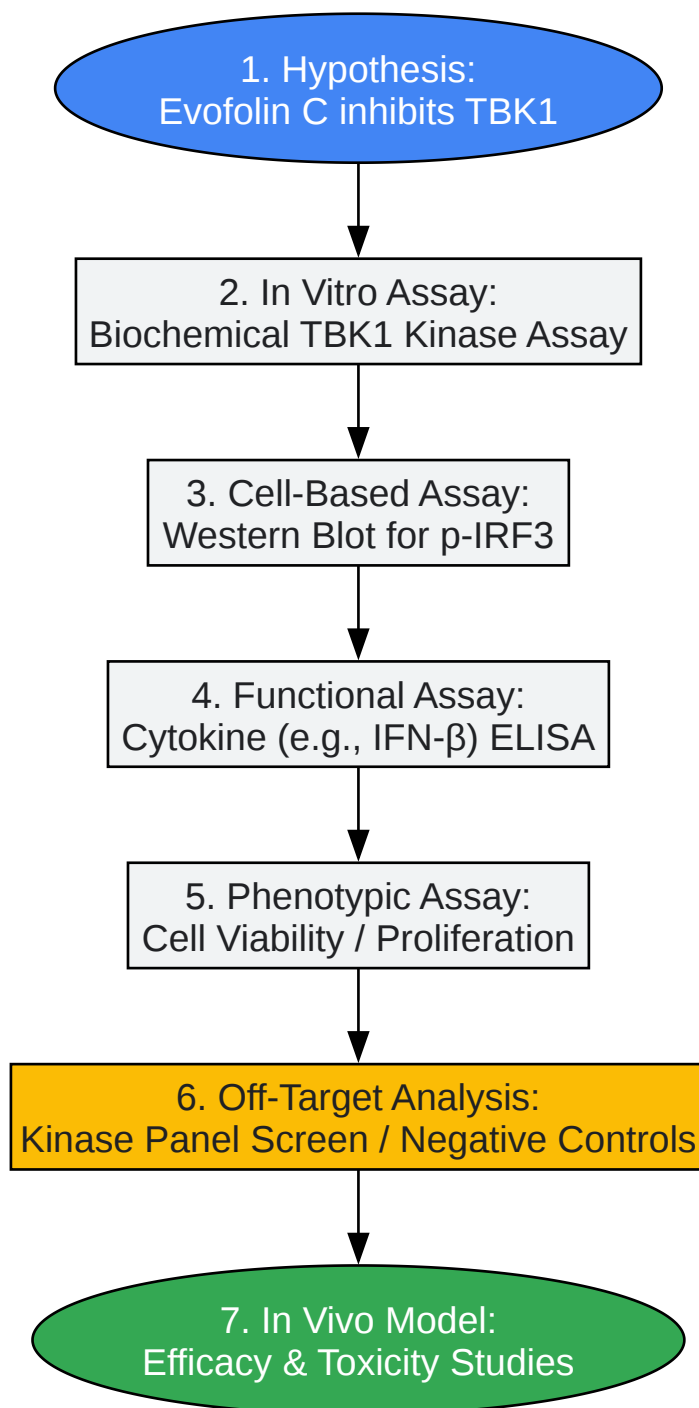 1. Hypothesis:
Evofolin C inhibits TBK1
2. In Vitro Assay:
Biochemical TBK1 Kinase Assay
3. Cell-Based Assay:
Western Blot for p-IRF3
4. Functional Assay:
Cytokine (e.g., IFN-β) ELISA
5. Phenotypic Assay:
Cell Viability / Proliferation
6. Off-Target Analysis:
Kinase Panel Screen / Negative Controls
7. In Vivo Model:
Efficacy & Toxicity Studies